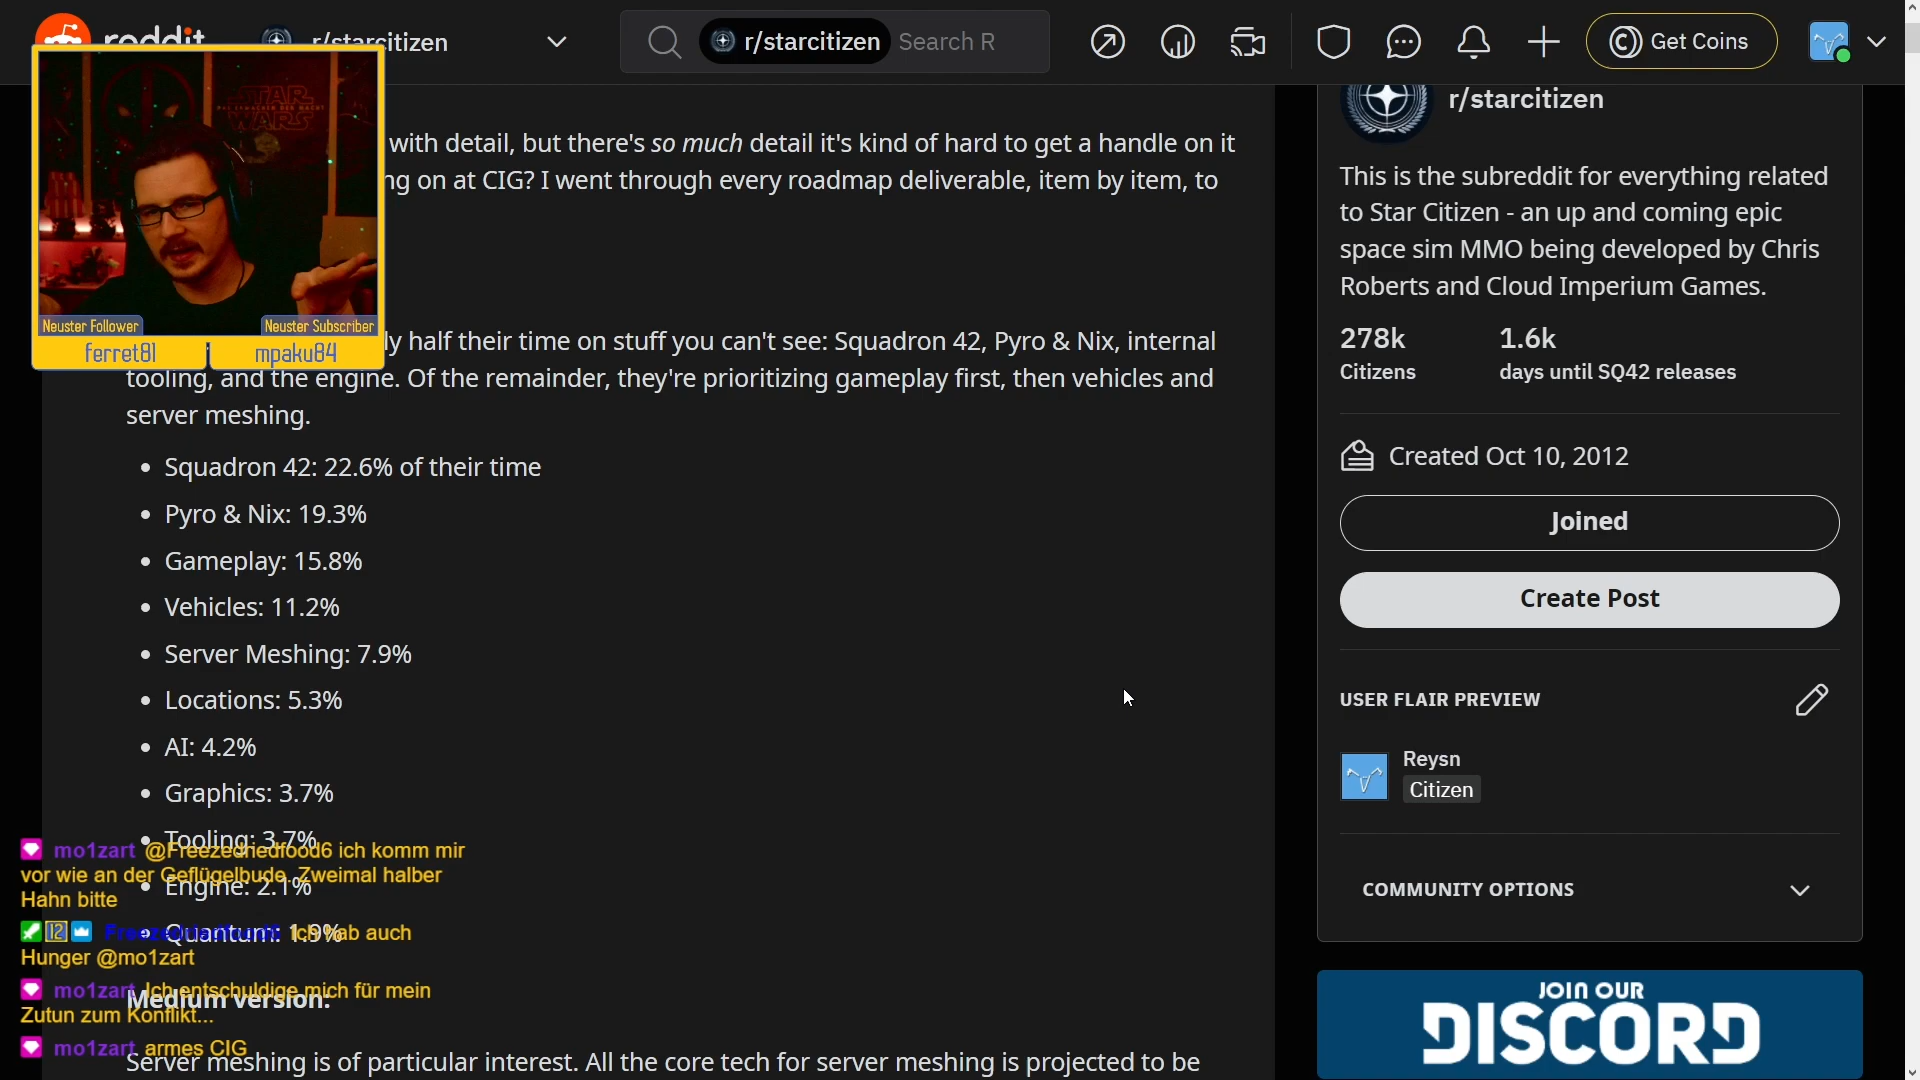 reddit
r/starcitizen
r/starcitizen Search R
Get Coins
STAR
WARS
with detail, but there's so much detail it's kind of hard to get a handle on it
ng on at CIG? I went through every roadmap deliverable, item by item, to
Neuster Follower
Neuster Subscriber
ferret81
mpaku84
ly half their time on stuff you can't see: Squadron 42, Pyro & Nix, internal
tooling, and the engine. Of the remainder, they're prioritizing gameplay first, then vehicles and
server meshing.
Squadron 42: 22.6% of their time
Pyro & Nix: 19.3%
Gameplay: 15.8%
Vehicles: 11.2%
Server Meshing: 7.9%
Locations: 5.3%
AI: 4.2%
Graphics: 3.7%
Tooling: 3.7%
Engine: 2.1%
Quantum: 1.9%
Medium version:
Server meshing is of particular interest. All the core tech for server meshing is projected to be
mo1zart @Freezedriedfood6 ich komm mir
vor wie an der Geflügelbude. Zweimal halber
Hahn bitte
12 Freezedriedfood6: Ich hab auch
Hunger @mo1zart
mo1zart Ich entschuldige mich für mein
Zutun zum Konflikt...
mo1zart armes CIG
r/starcitizen
This is the subreddit for everything related
to Star Citizen - an up and coming epic
space sim MMO being developed by Chris
Roberts and Cloud Imperium Games.
278k
Citizens
1.6k
days until SQ42 releases
Created Oct 10, 2012
Joined
Create Post
USER FLAIR PREVIEW
Reysn
Citizen
COMMUNITY OPTIONS
JOIN OUR
DISCORD